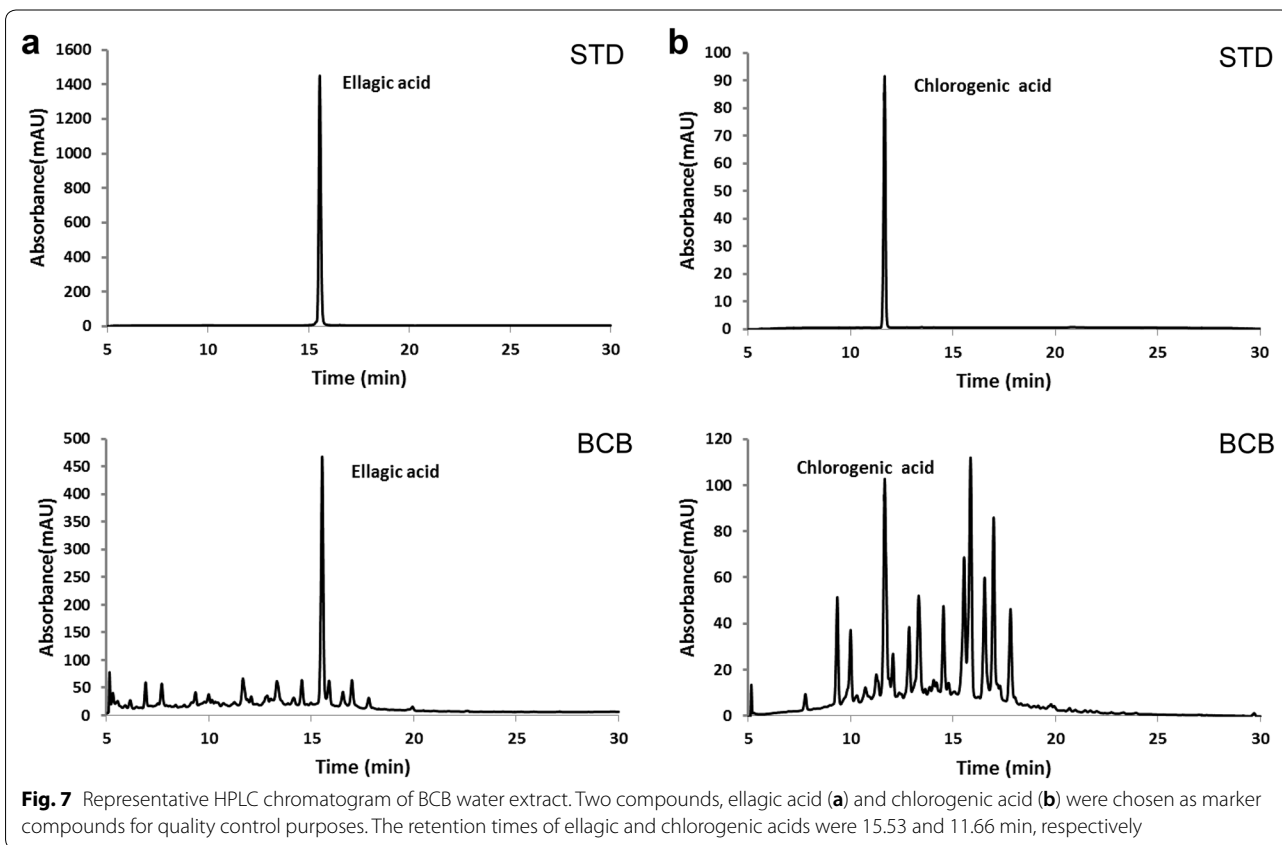 a
STD
1600
1400
1200
1000
800
600
400
200
0
Absorbance(mAU)
Ellagic acid
5 10 15 20 25 30
Time (min)
b
STD
100
90
80
70
60
50
40
30
20
10
0
Absorbance(mAU)
Chlorogenic acid
5 10 15 20 25 30
Time (min)
BCB
500
450
400
350
300
250
200
150
100
50
0
Absorbance(mAU)
Ellagic acid
5 10 15 20 25 30
Time (min)
BCB
120
100
80
60
40
20
0
Absorbance(mAU)
Chlorogenic acid
5 10 15 20 25 30
Time (min)
Fig. 7 Representative HPLC chromatogram of BCB water extract. Two compounds, ellagic acid (a) and chlorogenic acid (b) were chosen as marker
compounds for quality control purposes. The retention times of ellagic and chlorogenic acids were 15.53 and 11.66 min, respectively